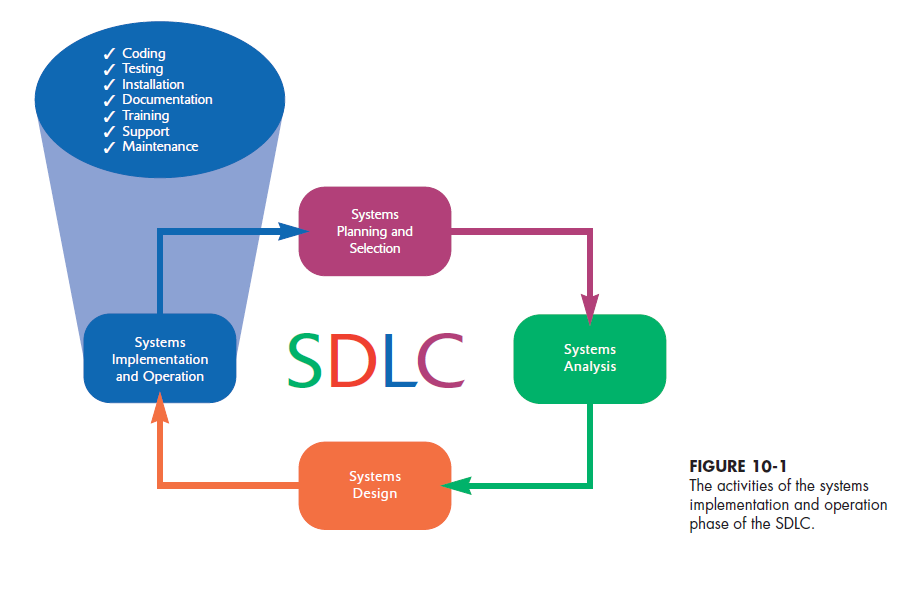 ✓ Coding
✓ Testing
✓ Installation
✓ Documentation
✓ Training
✓ Support
✓ Maintenance
Systems
Planning and
Selection
Systems
Implementation
and Operation
SDLC
Systems
Analysis
Systems
Design
FIGURE 10-1
The activities of the systems
implementation and operation
phase of the SDLC.